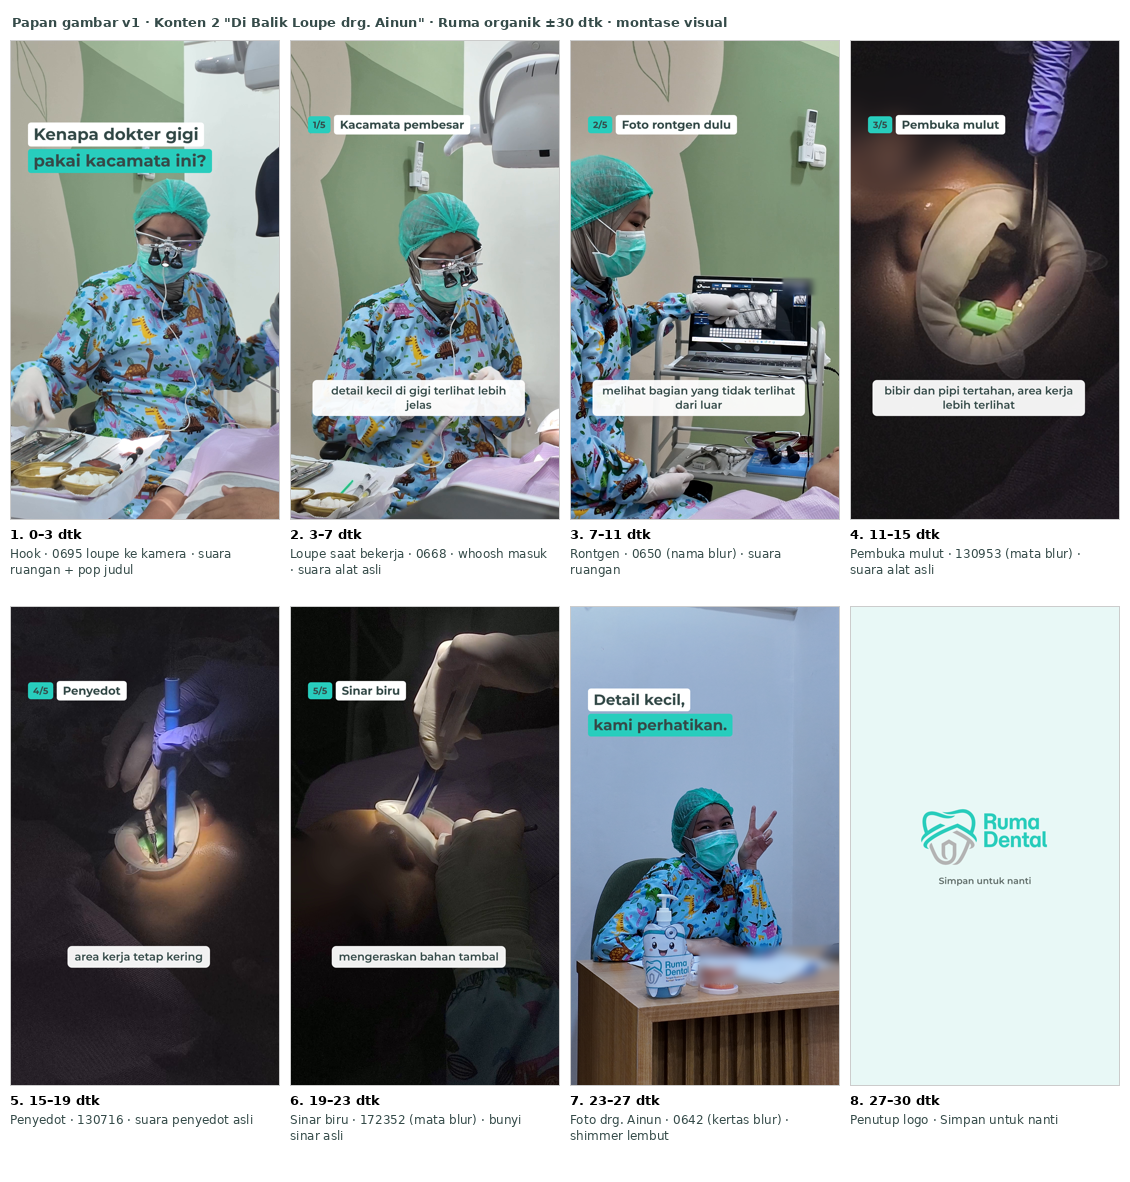 Papan gambar v1 · Konten 2 "Di Balik Loupe drg. Ainun" · Ruma organik ±30 dtk · montase visual
Kenapa dokter gigi
pakai kacamata ini?
1. 0–3 dtk
Hook · 0695 loupe ke kamera · suara
ruangan + pop judul
1/5 Kacamata pembesar
detail kecil di gigi terlihat lebih
jelas
2. 3–7 dtk
Loupe saat bekerja · 0668 · whoosh masuk
· suara alat asli
2/5 Foto rontgen dulu
melihat bagian yang tidak terlihat
dari luar
3. 7–11 dtk
Rontgen · 0650 (nama blur) · suara
ruangan
3/5 Pembuka mulut
bibir dan pipi tertahan, area kerja
lebih terlihat
4. 11–15 dtk
Pembuka mulut · 130953 (mata blur) ·
suara alat asli
4/5 Penyedot
area kerja tetap kering
5. 15–19 dtk
Penyedot · 130716 · suara penyedot asli
5/5 Sinar biru
mengeraskan bahan tambal
6. 19–23 dtk
Sinar biru · 172352 (mata blur) · bunyi
sinar asli
Detail kecil,
kami perhatikan.
Ruma
Dental
7. 23–27 dtk
Foto drg. Ainun · 0642 (kertas blur) ·
shimmer lembut
Ruma
Dental
Simpan untuk nanti
8. 27–30 dtk
Penutup logo · Simpan untuk nanti